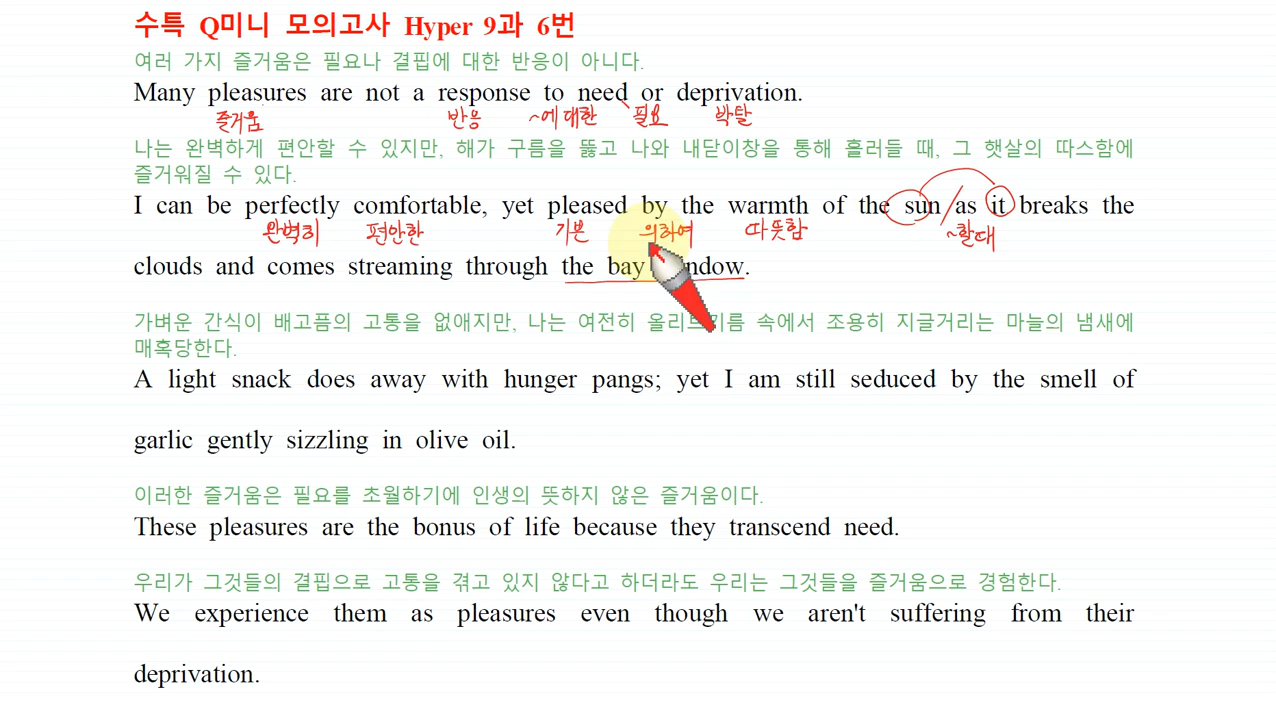 수특 Q미니 모의고사 Hyper 9과 6번
여러 가지 즐거움은 필요나 결핍에 대한 반응이 아니다.
Many pleasures are not a response to need or deprivation.
즐거움 반응 ~에 대한 필요 박탈
나는 완벽하게 편안할 수 있지만, 해가 구름을 뚫고 나와 내닫이창을 통해 흘러들 때, 그 햇살의 따스함에
즐거워질 수 있다.
I can be perfectly comfortable, yet pleased by the warmth of the sun as it breaks the
완벽히 편안한 기쁜 의하여 따뜻함 ~할때
clouds and comes streaming through the bay window.
가벼운 간식이 배고픔의 고통을 없애지만, 나는 여전히 올리브기름 속에서 조용히 지글거리는 마늘의 냄새에
매혹당한다.
A light snack does away with hunger pangs; yet I am still seduced by the smell of
garlic gently sizzling in olive oil.
이러한 즐거움은 필요를 초월하기에 인생의 뜻하지 않은 즐거움이다.
These pleasures are the bonus of life because they transcend need.
우리가 그것들의 결핍으로 고통을 겪고 있지 않다고 하더라도 우리는 그것들을 즐거움으로 경험한다.
We experience them as pleasures even though we aren't suffering from their
deprivation.